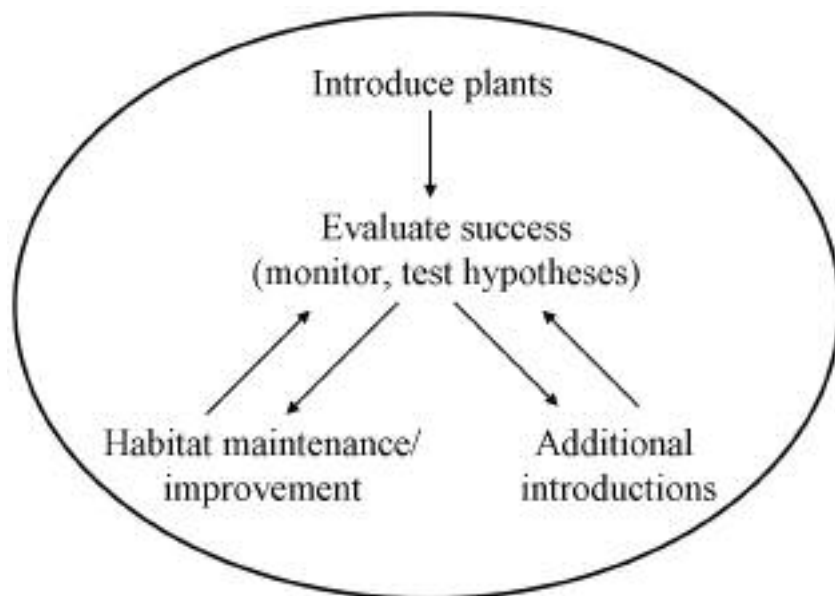 Introduce plants
Evaluate success
(monitor, test hypotheses)
Habitat maintenance/
improvement
Additional
introductions